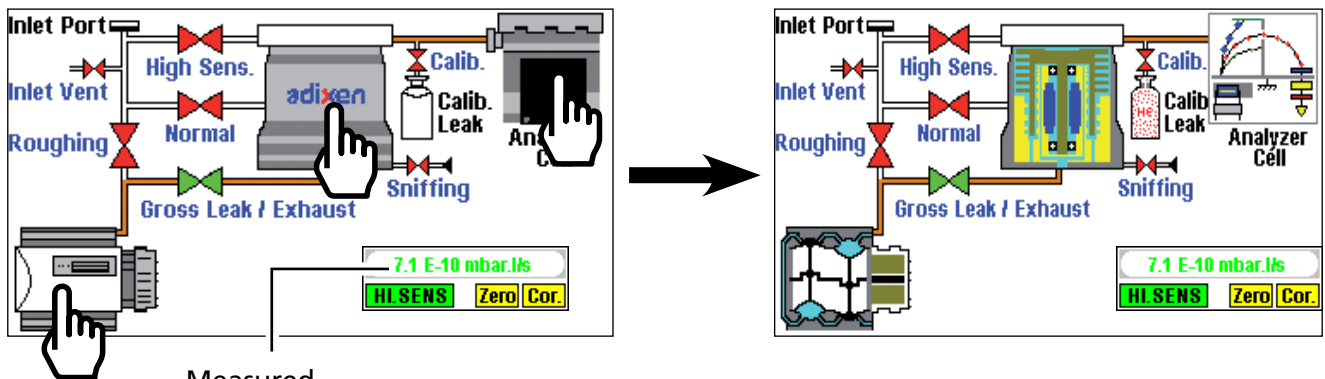 Inlet Port
High Sens.
Inlet Vent
Normal
Roughing
adixen
Calib.
Calib.
Leak
Sniffing
Gross Leak / Exhaust
7.1 E-10 mbar.l/s
HI.SENS Zero Cor.
Measured
Inlet Port
High Sens.
Inlet Vent
Normal
Roughing
Calib.
He
Calib
Leak
Analyzer
Cell
Sniffing
Gross Leak / Exhaust
7.1 E-10 mbar.l/s
HI.SENS Zero Cor.